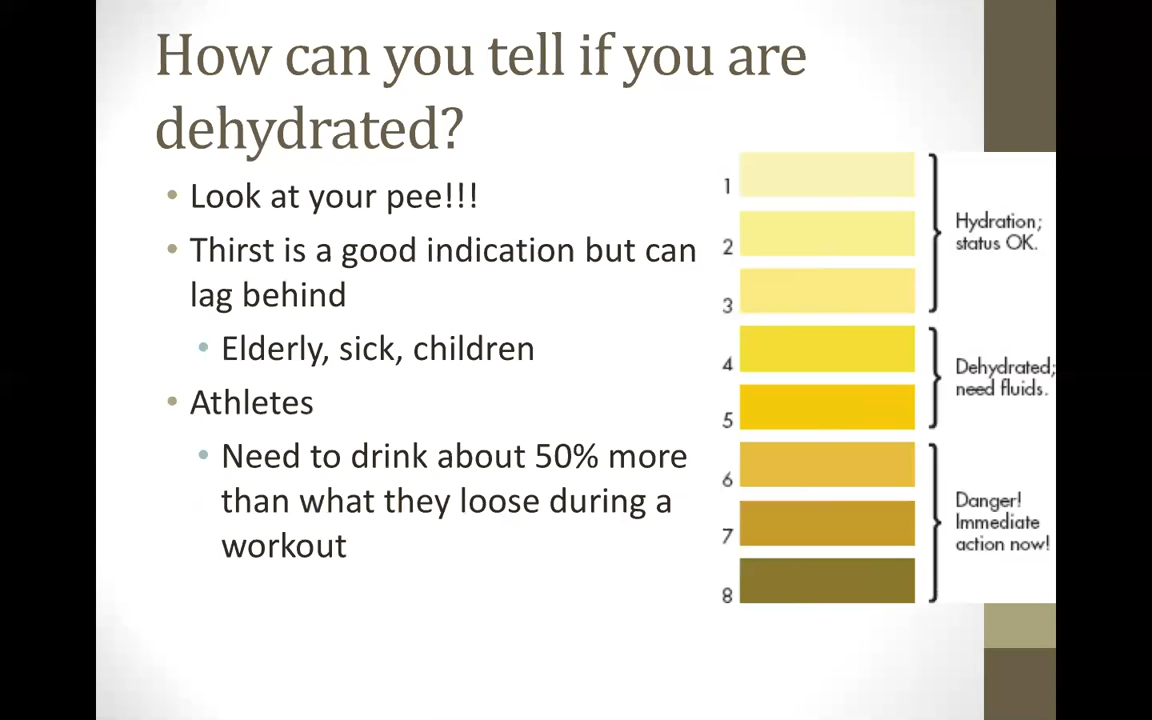 How can you tell if you are
dehydrated?
• Look at your pee!!!
• Thirst is a good indication but can
lag behind
• Elderly, sick, children
• Athletes
• Need to drink about 50% more
than what they loose during a
workout
1
2
3
Hydration;
status OK.
4
5
Dehydrated;
need fluids.
6
7
8
Danger!
Immediate
action now!